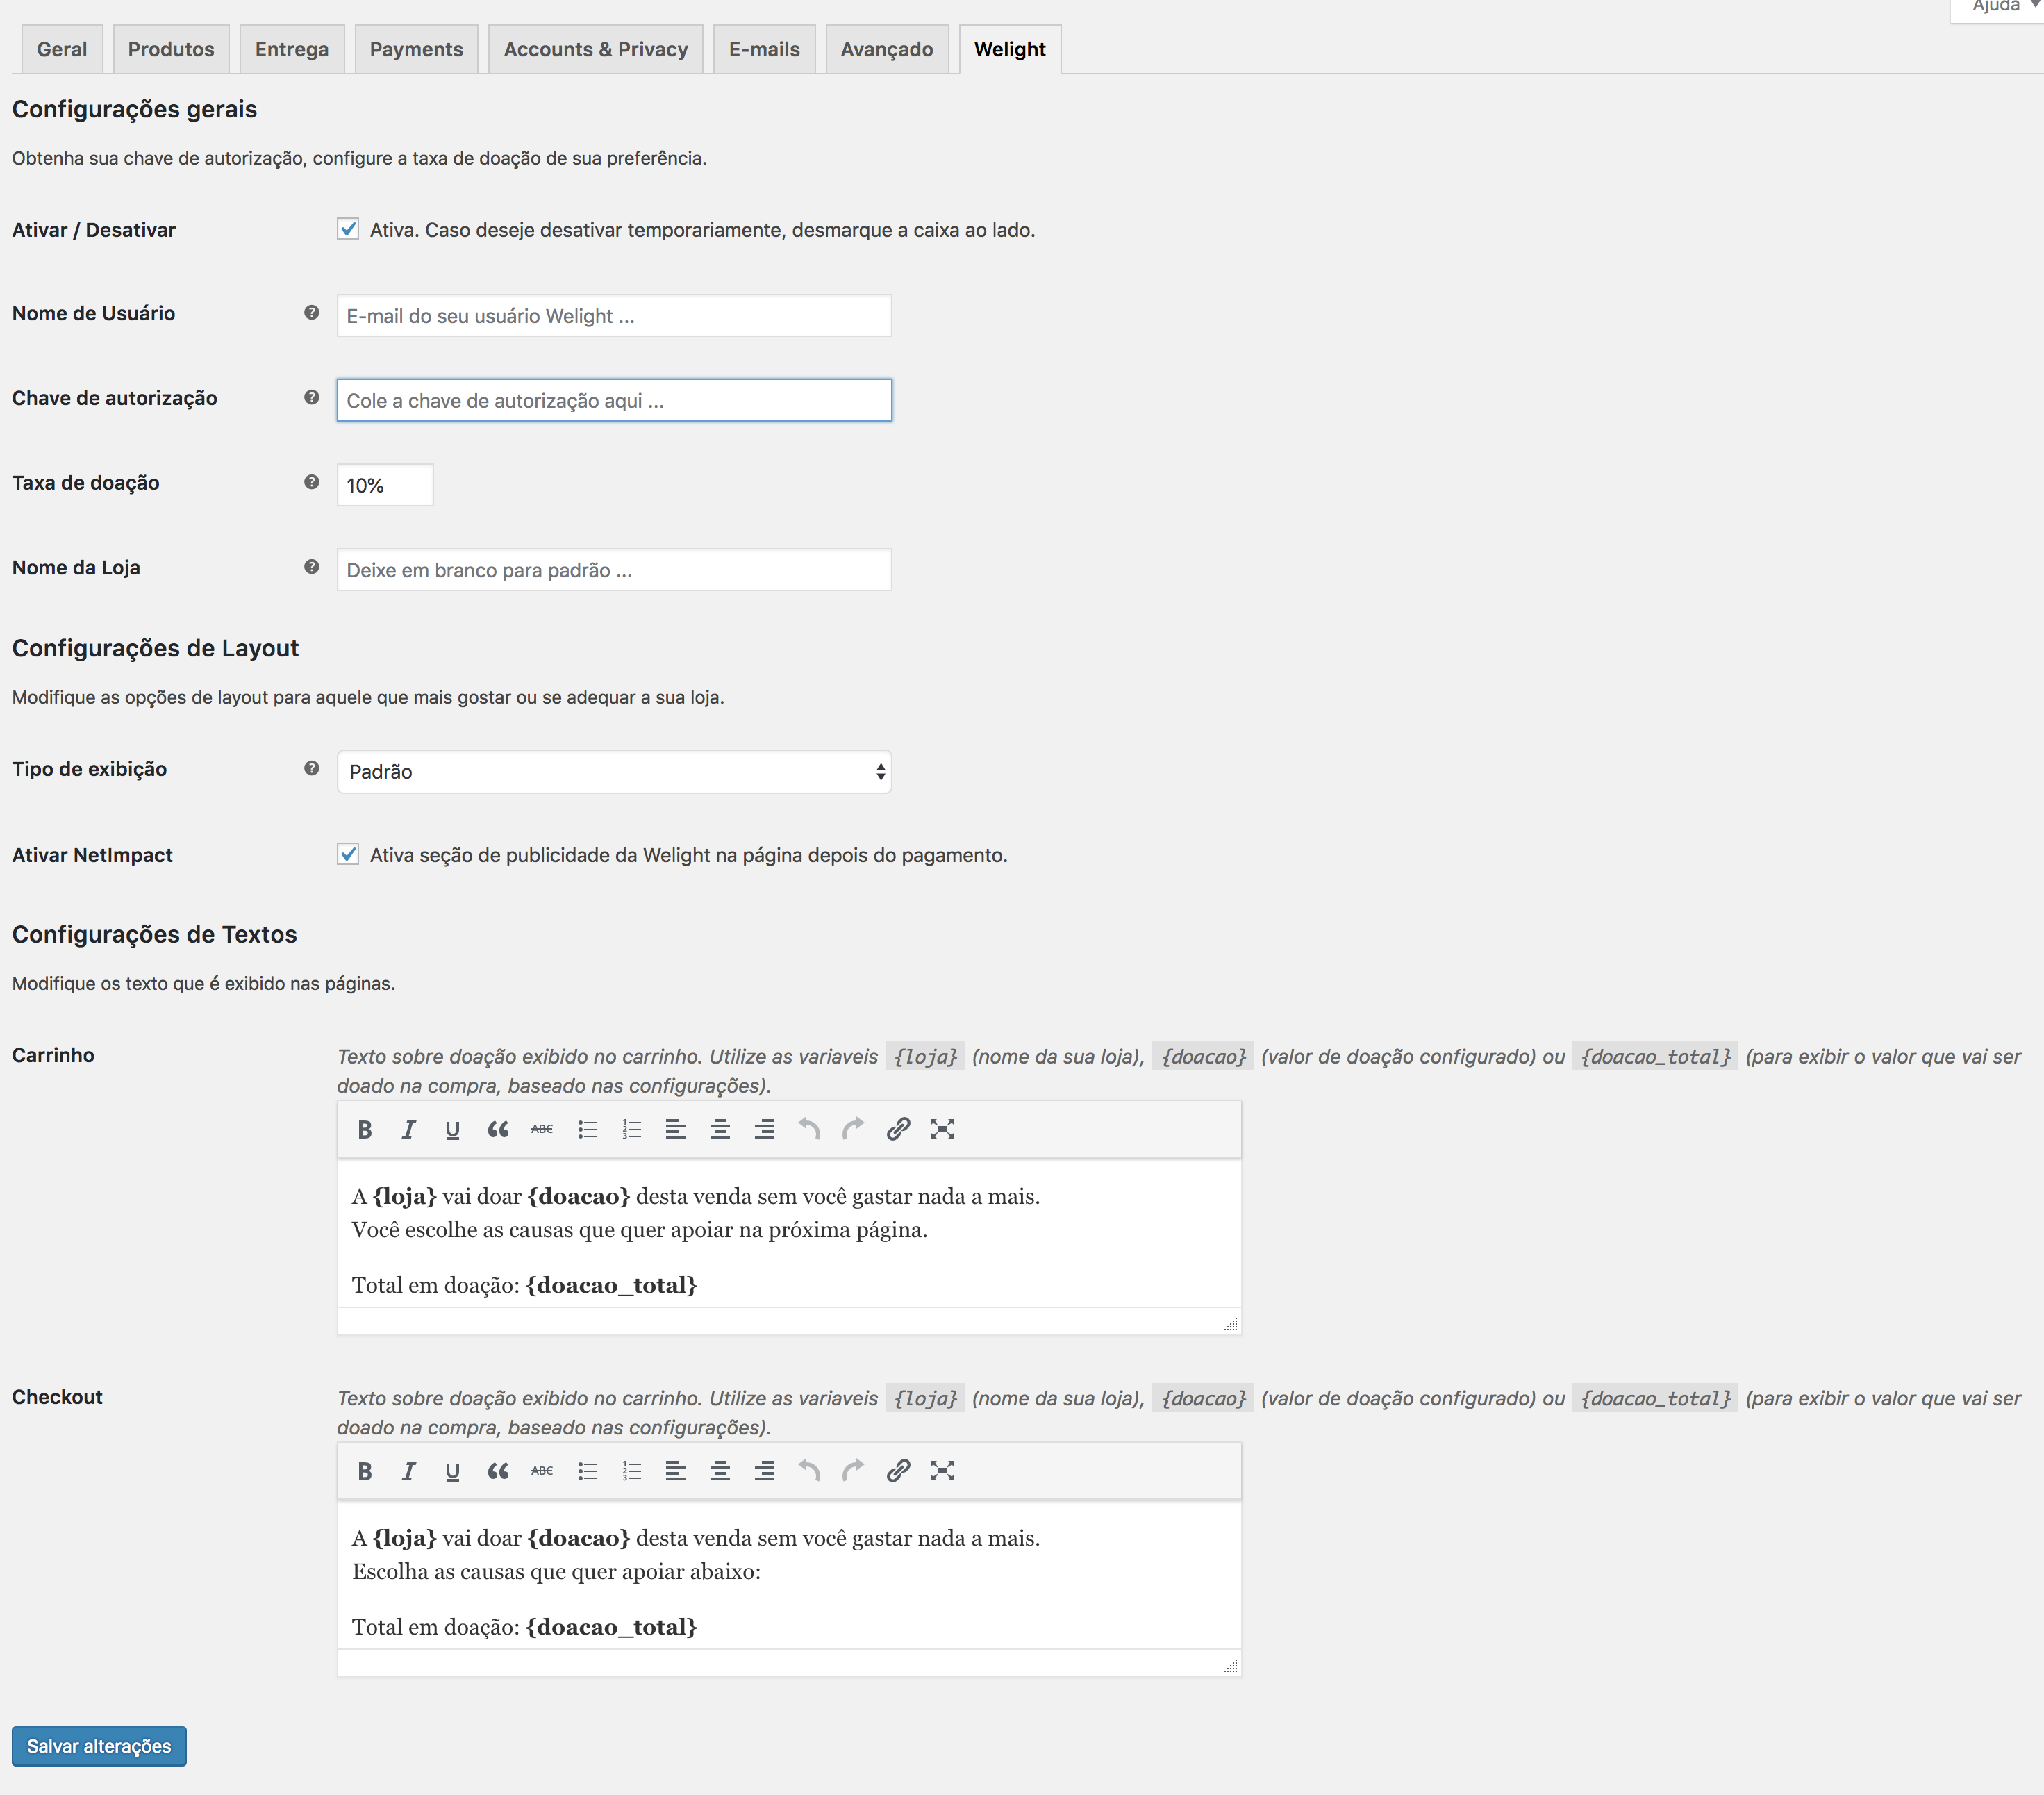 Ajuda
Geral Produtos Entrega Payments Accounts & Privacy E-mails Avançado Welight
Configurações gerais
Obtenha sua chave de autorização, configure a taxa de doação de sua preferência.
Ativar / Desativar Ativa. Caso deseje desativar temporariamente, desmarque a caixa ao lado.
Nome de Usuário E-mail do seu usuário Welight ...
Chave de autorização Cole a chave de autorização aqui ...
Taxa de doação 10%
Nome da Loja Deixe em branco para padrão ...
Configurações de Layout
Modifique as opções de layout para aquele que mais gostar ou se adequar a sua loja.
Tipo de exibição Padrão
Ativar NetImpact Ativa seção de publicidade da Welight na página depois do pagamento.
Configurações de Textos
Modifique os texto que é exibido nas páginas.
Carrinho Texto sobre doação exibido no carrinho. Utilize as variaveis {loja} (nome da sua loja), {doacao} (valor de doação configurado) ou {doacao_total} (para exibir o valor que vai ser
doado na compra, baseado nas configurações).
B I U ABC
A {loja} vai doar {doacao} desta venda sem você gastar nada a mais.
Você escolhe as causas que quer apoiar na próxima página.
Total em doação: {doacao_total}
Checkout Texto sobre doação exibido no carrinho. Utilize as variaveis {loja} (nome da sua loja), {doacao} (valor de doação configurado) ou {doacao_total} (para exibir o valor que vai ser
doado na compra, baseado nas configurações).
B I U ABC
A {loja} vai doar {doacao} desta venda sem você gastar nada a mais.
Escolha as causas que quer apoiar abaixo:
Total em doação: {doacao_total}
Salvar alterações